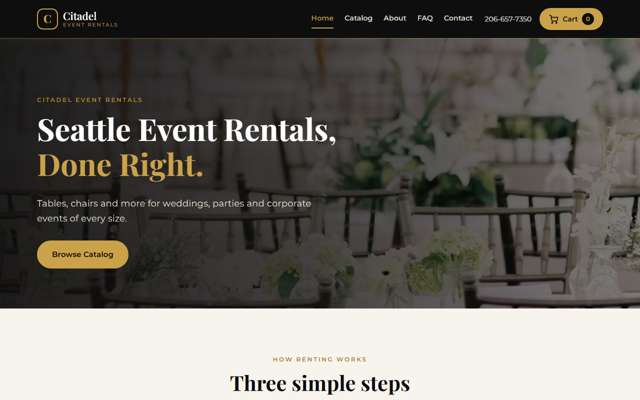 C
Citadel
EVENT RENTALS
Home
Catalog
About
FAQ
Contact
206-657-7350
Cart
0
CITADEL EVENT RENTALS
Seattle Event Rentals,
Done Right.
Tables, chairs and more for weddings, parties and corporate
events of every size.
Browse Catalog
HOW RENTING WORKS
Three simple steps